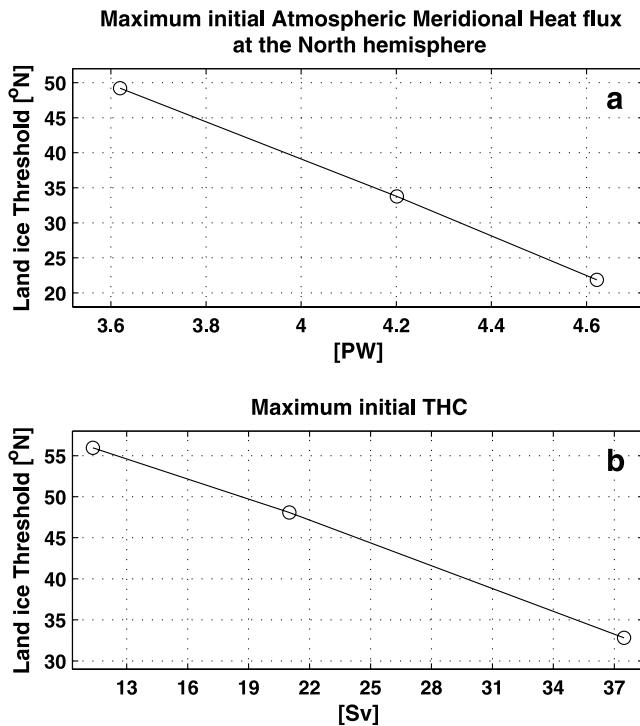 Maximum initial Atmospheric Meridional Heat flux
at the North hemisphere
a
Land ice Threshold [°N]
50
45
40
35
30
25
20
3.6 3.8 4 4.2 4.4 4.6
[PW]
Maximum initial THC
b
Land ice Threshold [°N]
55
50
45
40
35
30
13 16 19 22 25 28 31 34 37
[Sv]